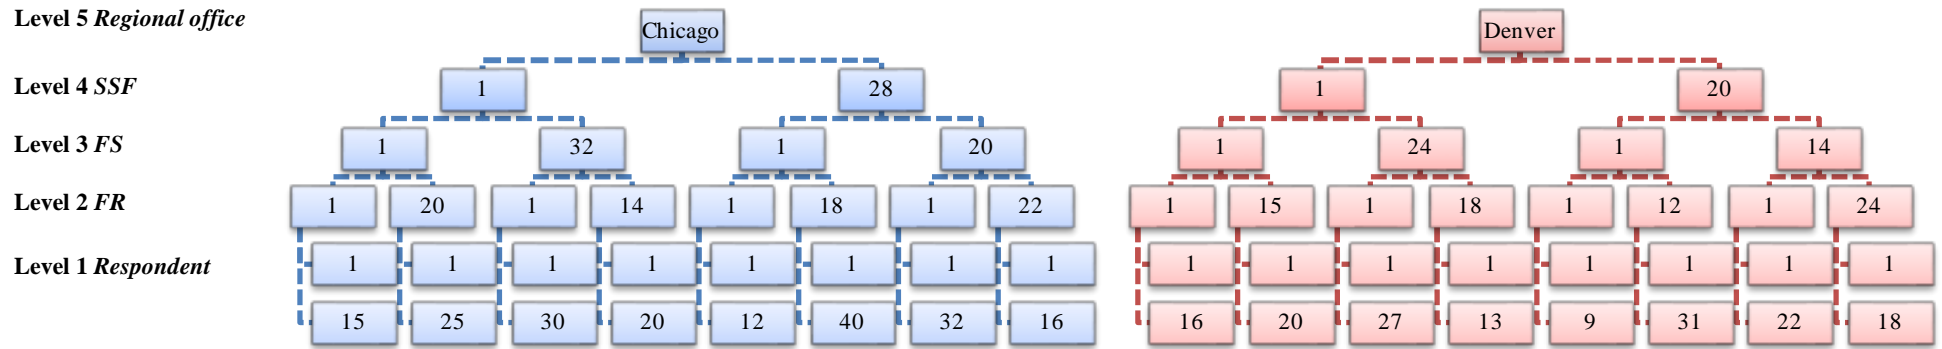 Level 5 Regional office Chicago Denver
Level 4 SSF 1 28 1 20
Level 3 FS 1 32 1 20 1 24 1 14
Level 2 FR 1 20 1 14 1 18 1 22 1 15 1 18 1 12 1 24
Level 1 Respondent 1 1 1 1 1 1 1 1 1 1 1 1 1 1 1 1
15 25 30 20 12 40 32 16 16 20 27 13 9 31 22 18